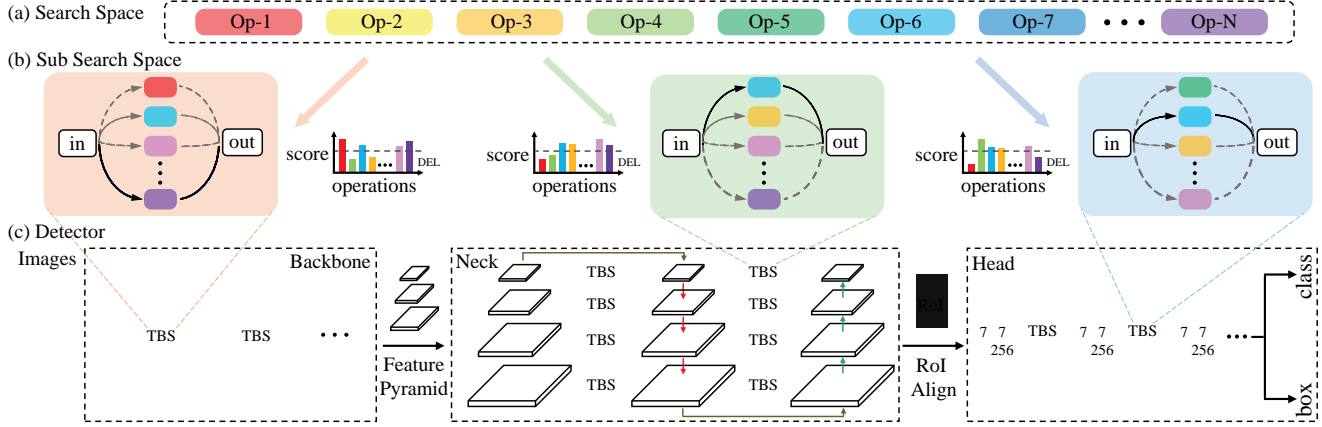 (a) Search Space
Op-1 Op-2 Op-3 Op-4 Op-5 Op-6 Op-7 Op-N
(b) Sub Search Space
in out
score DEL
operations
score DEL
operations
in out
score DEL
operations
in out
(c) Detector
Images
Backbone
TBS TBS
Feature
Pyramid
Neck
TBS TBS
TBS TBS
TBS TBS
TBS TBS
RoI
RoI
Align
Head
7 7 TBS 7 7 TBS 7 7
256 256 256
class
box